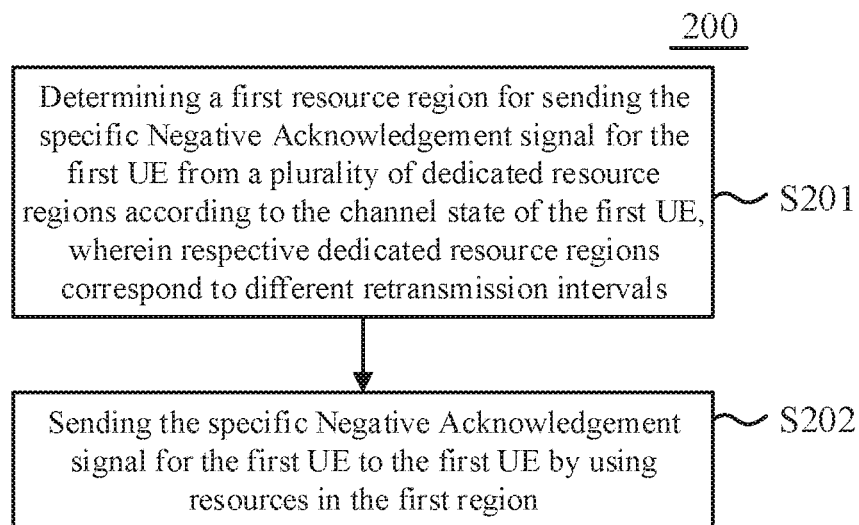 200
Determining a first resource region for sending the
specific Negative Acknowledgement signal for the
first UE from a plurality of dedicated resource
regions according to the channel state of the first UE,
wherein respective dedicated resource regions
correspond to different retransmission intervals
S201
Sending the specific Negative Acknowledgement
signal for the first UE to the first UE by using
resources in the first region
S202